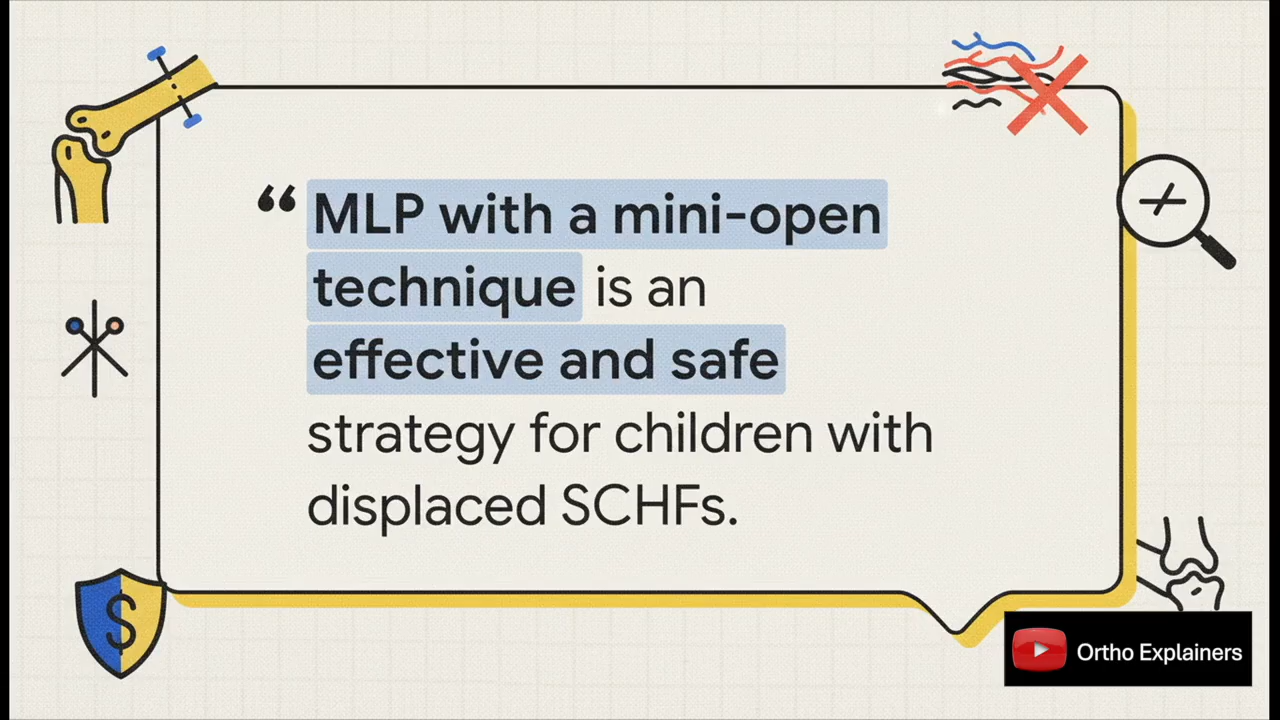 “ MLP with a mini-open
technique is an
effective and safe
strategy for children with
displaced SCHFs.
$
Ortho Explainers